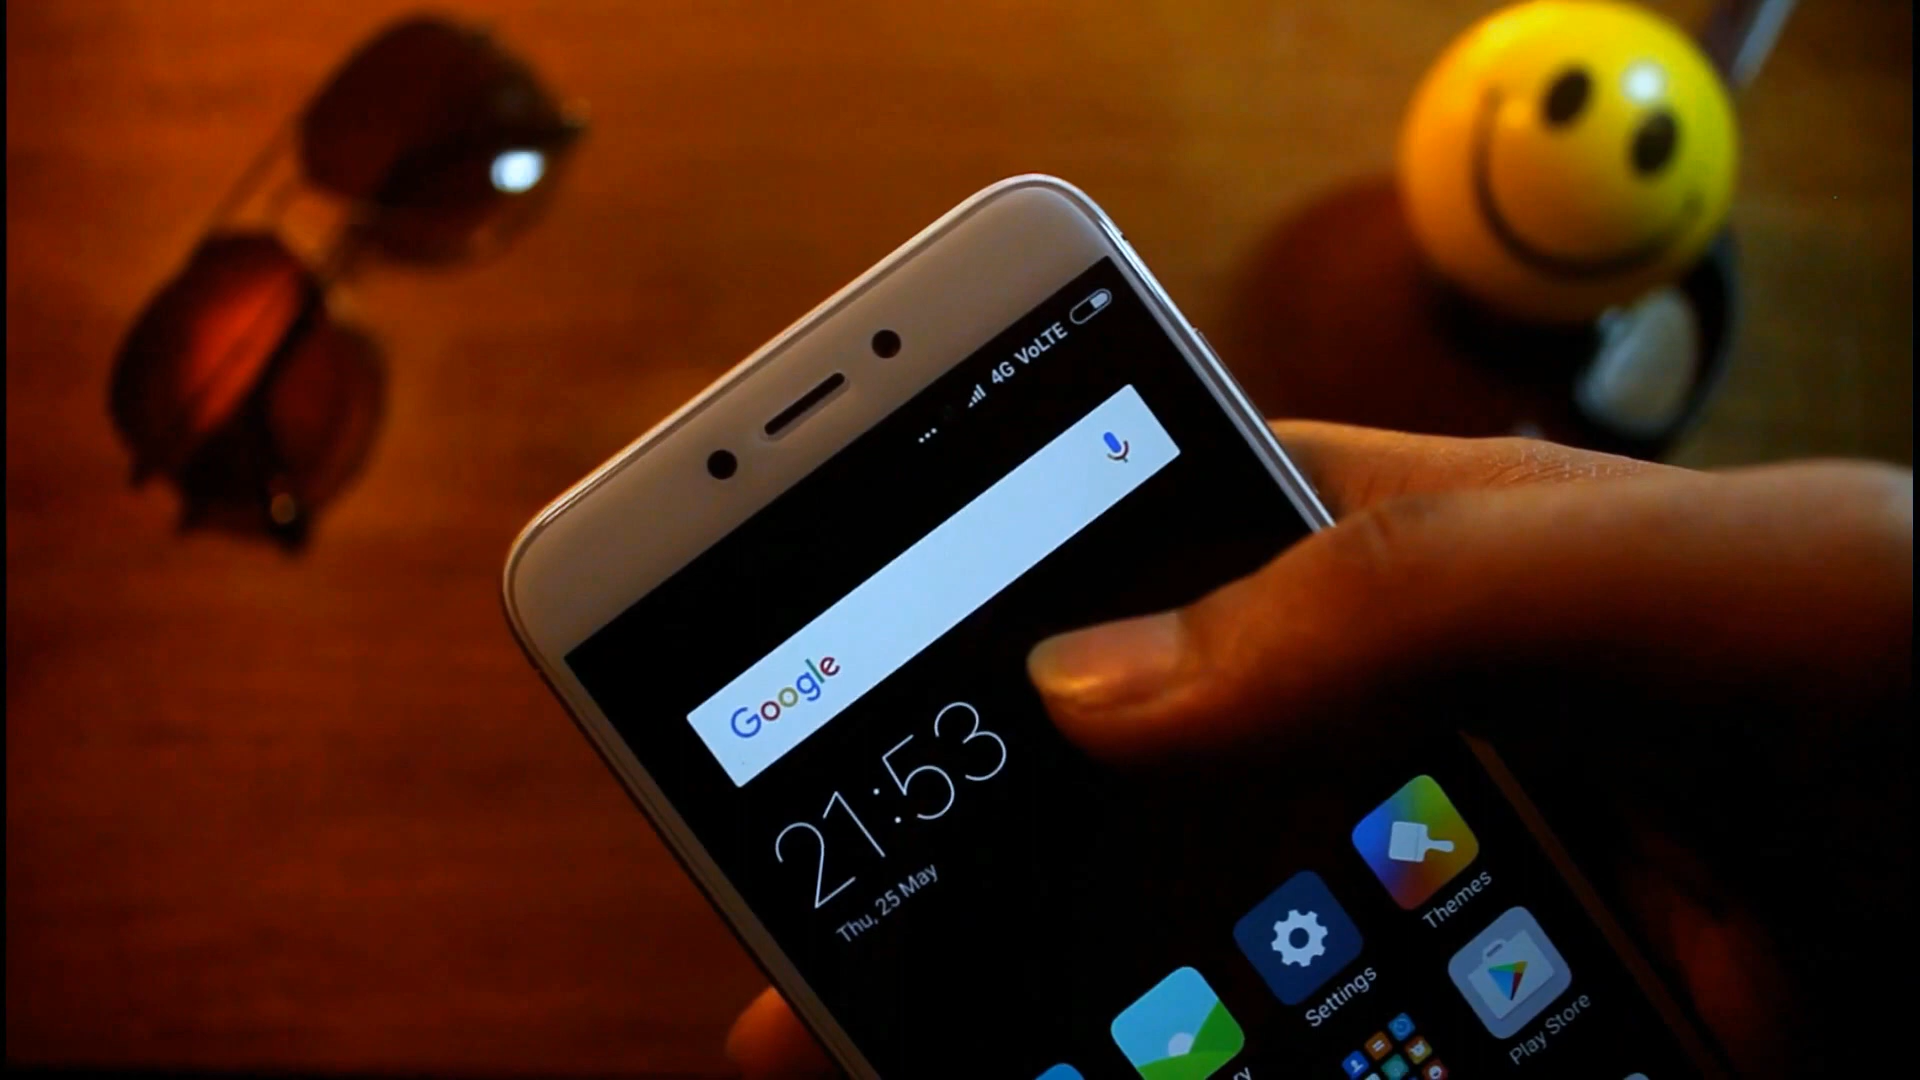 ... 4G VoLTE
Google
21:53
Thu, 25 May
Themes
Settings
Play Store